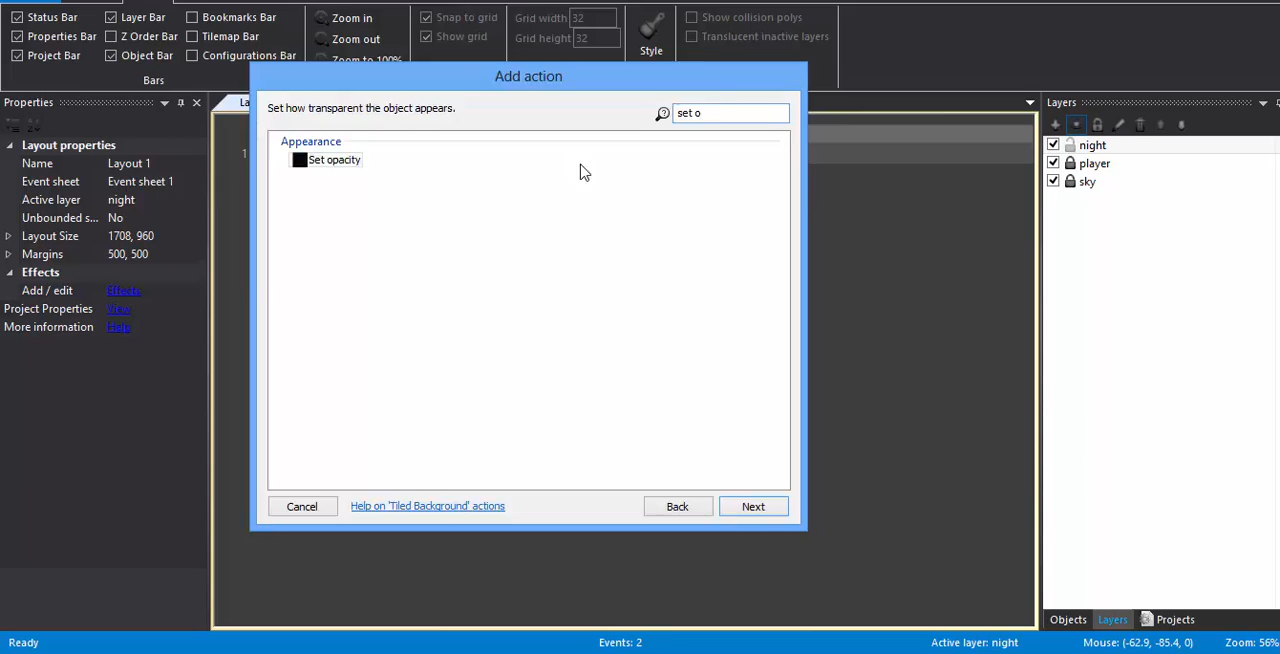 Status Bar Layer Bar Bookmarks Bar Zoom in Snap to grid Grid width 32 Show collision polys
Properties Bar Z Order Bar Tilemap Bar Zoom out Show grid Grid height 32 Translucent inactive layers
Project Bar Object Bar Configurations Bar Zoom to 100% Style
Bars
Add action
Properties
Layers
Set how transparent the object appears.
set o
Appearance
Set opacity
Layout properties
Name Layout 1
Event sheet Event sheet 1
Active layer night
Unbounded s... No
Layout Size 1708, 960
Margins 500, 500
Effects
Add / edit Effects
Project Properties View
More information Help
1
night
player
sky
Cancel Help on 'Tiled Background' actions Back Next
Objects Layers Projects
Ready Events: 2 Active layer: night Mouse: (-62.9, -85.4, 0) Zoom: 56%